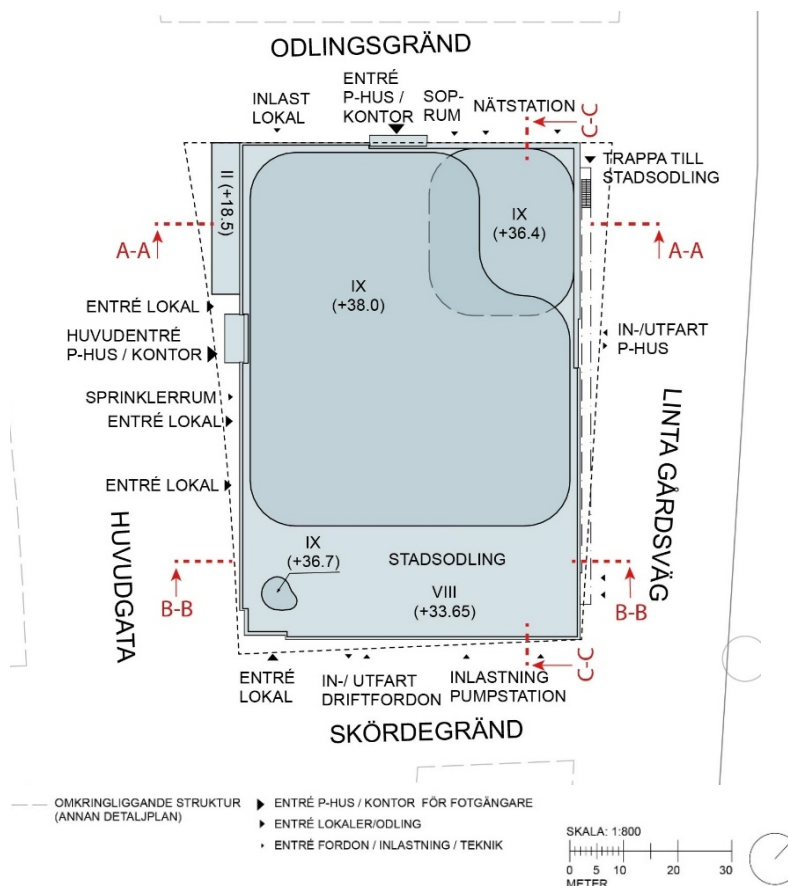 ODLINGSGRÄND
INLAST
LOKAL
ENTRÉ
P-HUS /
KONTOR
SOP-
RUM
NÄTSTATION
C-C
TRAPPA TILL
STADSODLING
II (+18.5)
IX
(+36.4)
A-A
A-A
IX
(+38.0)
ENTRÉ LOKAL
HUVUDENTRÉ
P-HUS / KONTOR
IN-/UTFART
P-HUS
SPRINKLERRUM
ENTRÉ LOKAL
ENTRÉ LOKAL
LINTA GÅRDSVÄG
HUVUDGATA
IX
(+36.7)
STADSODLING
VIII
(+33.65)
B-B
B-B
C-C
ENTRÉ
LOKAL
IN-/ UTFART
DRIFTFORDON
INLASTNING
PUMPSTATION
SKÖRDEGRÄND
OMKRINGLIGGANDE STRUKTUR
(ANNAN DETALJPLAN)
ENTRÉ P-HUS / KONTOR FÖR FOTGÄNGARE
ENTRÉ LOKALER/ODLING
ENTRÉ FORDON / INLASTNING / TEKNIK
SKALA: 1:800
0 5 10 20 30
METER